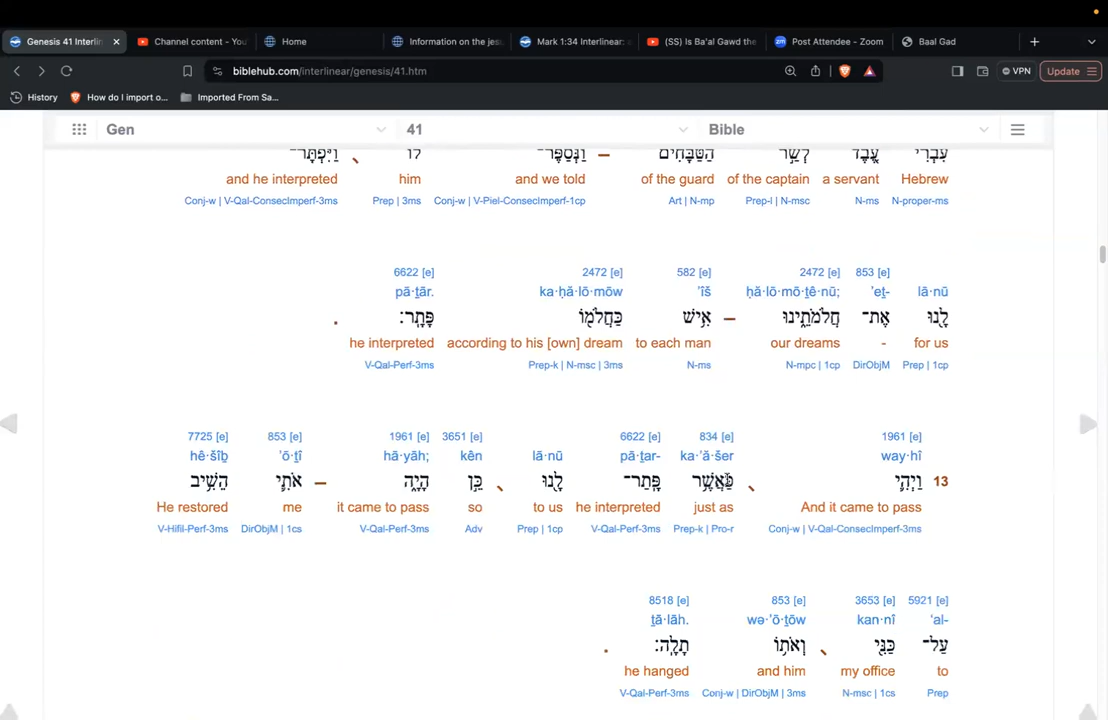 Genesis 41 Interlin
Channel content - You
Home
Information on the jes
Mark 1:34 Interlinear:
(SS) Is Ba'al Gawd the
Post Attendee - Zoom
Baal Gad
biblehub.com/interlinear/genesis/41.htm
VPN
Update
History
How do I import o...
Imported From Sa...
Gen 41 Bible
עִבְרִי עֶ֚בֶד לְשַׂ֣ר הַטַּבָּחִ֔ים – וַנְּ֨סַפֶּר־ ל֔וֹ 、 וַיִּפְתָּר־
Hebrew a servant of the captain of the guard and we told him and he interpreted
N-proper-ms N-ms Prep-l | N-msc Art | N-mp Conj-w | V-Piel-ConsecImperf-1cp Prep | 3ms Conj-w | V-Qal-ConsecImperf-3ms
853 [e] 2472 [e] 582 [e] 2472 [e] 6622 [e]
lā·nū 'eṯ- ḥă·lō·mō·ṯê·nū; 'îš ka·ḥă·lō·mōw pā·ṯār.
לָ֖נוּ אֶת־ חֲלֹמֹתֵ֑ינוּ – אִ֥ישׁ כַּחֲלֹמ֖וֹ פָּתָֽר׃ .
for us - our dreams to each man according to his [own] dream he interpreted
Prep | 1cp DirObjM N-mpc | 1cp N-ms Prep-k | N-msc | 3ms V-Qal-Perf-3ms
1961 [e] 834 [e] 6622 [e] 3651 [e] 1961 [e] 853 [e] 7725 [e]
way·hî ka·'ă·šer pā·ṯar- lā·nū kên hā·yāh; 'ō·ṯî hê·šîḇ
13 וַיְהִ֛י 、 כַּאֲשֶׁ֥ר פָּֽתַר־ לָ֖נוּ 、 כֵּ֣ן הָיָ֑ה – אֹתִ֛י הֵשִׁ֥יב
And it came to pass just as he interpreted to us so it came to pass me He restored
Conj-w | V-Qal-ConsecImperf-3ms Prep-k | Pro-r V-Qal-Perf-3ms Prep | 1cp Adv V-Qal-Perf-3ms DirObjM | 1cs V-Hifil-Perf-3ms
5921 [e] 3653 [e] 853 [e] 8518 [e]
'al- kan·nî wə·'ō·ṯōw ṯā·lāh.
עַל־ כַּנִּ֖י 、 וְאֹת֥וֹ תָלָֽה׃ .
to my office and him he hanged
Prep N-msc | 1cs Conj-w | DirObjM | 3ms V-Qal-Perf-3ms